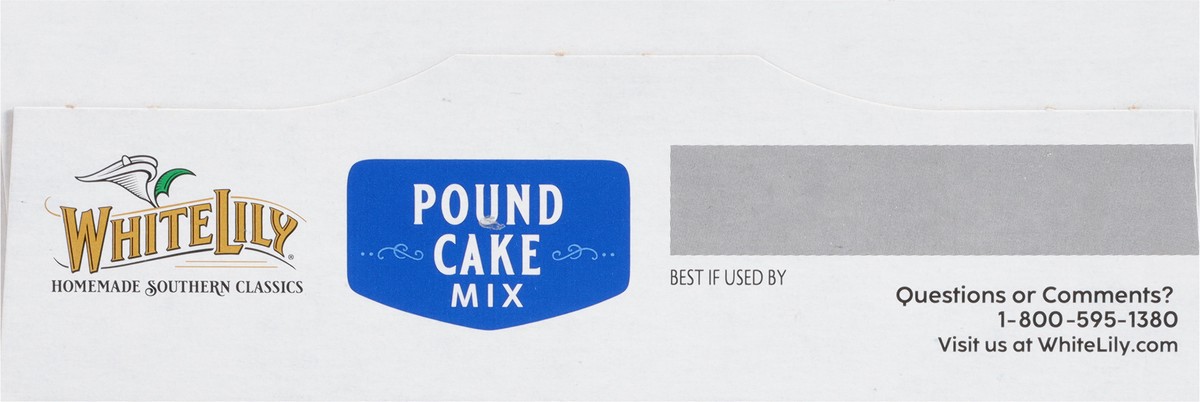 WHITE LILY®
HOMEMADE SOUTHERN CLASSICS
POUND
CAKE
MIX
BEST IF USED BY
Questions or Comments?
1-800-595-1380
Visit us at WhiteLily.com